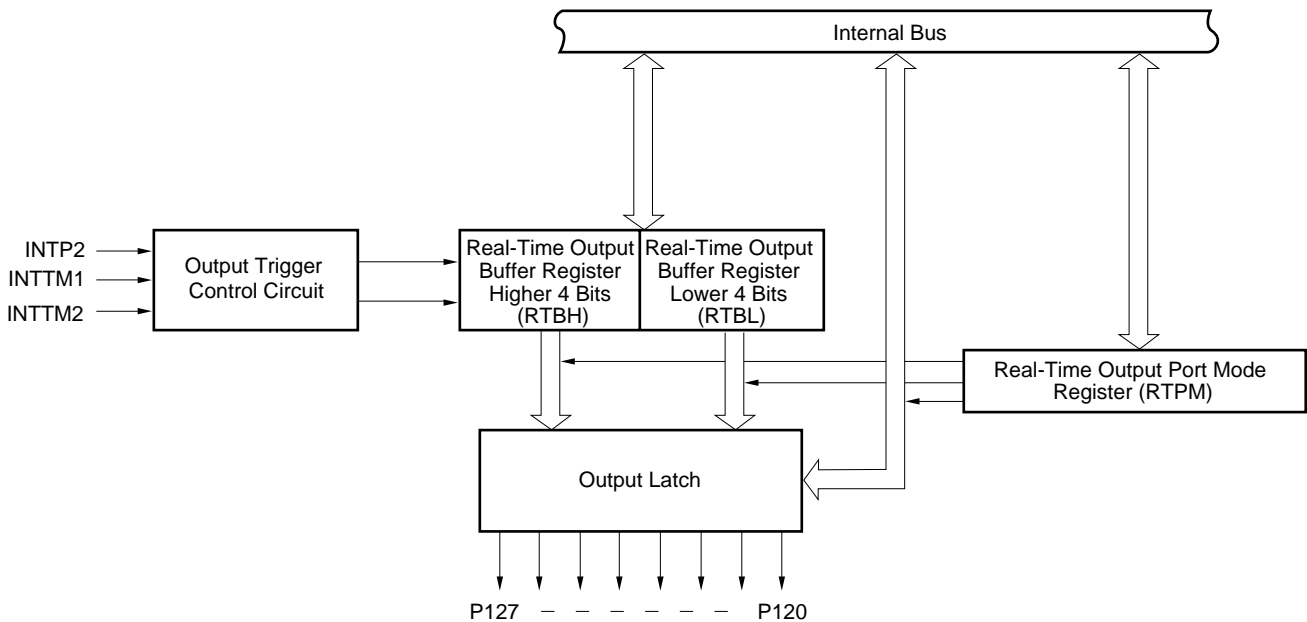 Internal Bus
INTP2
INTTM1
INTTM2
Output Trigger
Control Circuit
Real-Time Output
Buffer Register
Higher 4 Bits
(RTBH)
Real-Time Output
Buffer Register
Lower 4 Bits
(RTBL)
Real-Time Output Port Mode
Register (RTPM)
Output Latch
P127 – – – – – – P120